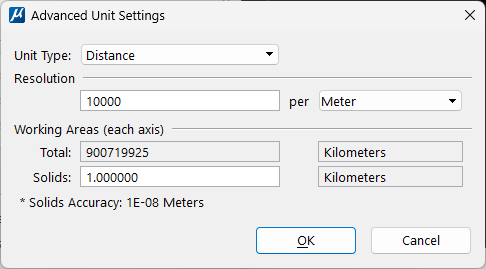 Advanced Unit Settings
Unit Type: Distance
Resolution
10000 per Meter
Working Areas (each axis)
Total: 900719925 Kilometers
Solids: 1.000000 Kilometers
* Solids Accuracy: 1E-08 Meters
OK Cancel